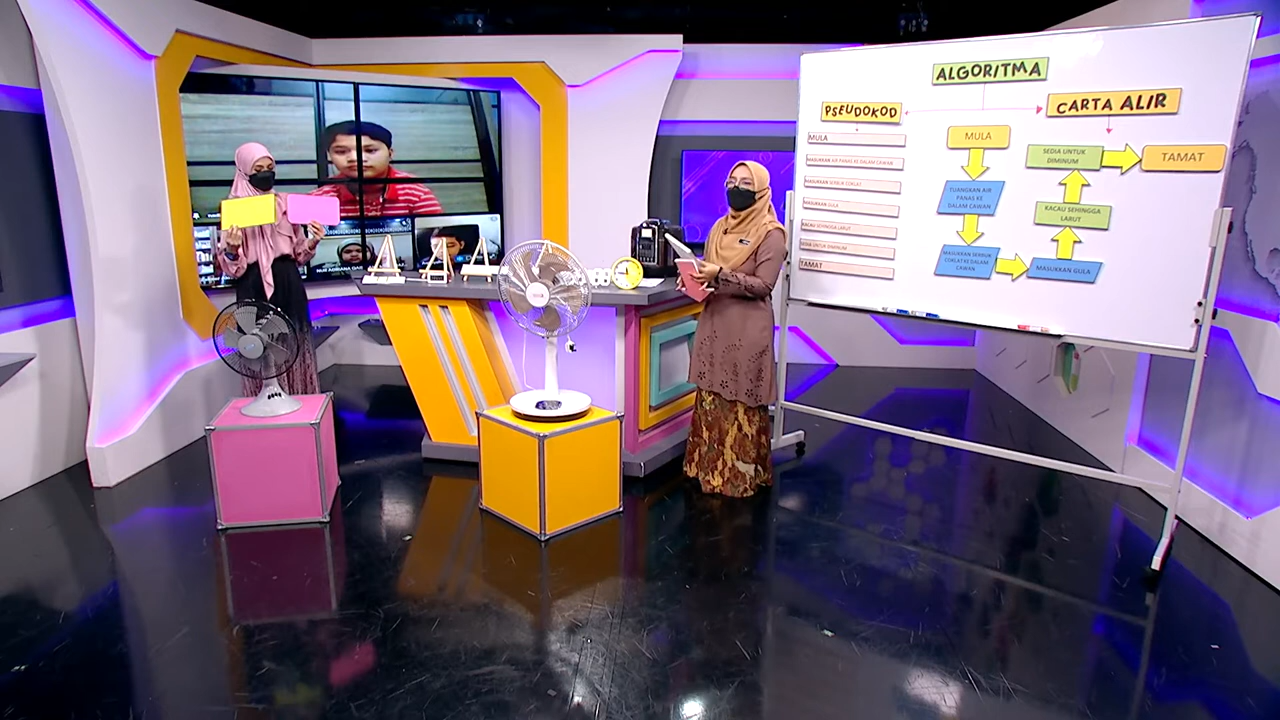 ALGORITMA
PSEUDOKOD
CARTA ALIR
MULA
MASUKKAN AIR PANAS KE DALAM CAWAN
MASUKKAN SERBUK COKLAT
MASUKKAN GULA
KACAU SEHINGGA LARUT
SEDIA UNTUK DIMINUM
TAMAT
MULA
TUANGKAN AIR
PANAS KE
DALAM CAWAN
MASUKKAN SERBUK
COKLAT KE DALAM
CAWAN
MASUKKAN GULA
KACAU SEHINGGA
LARUT
SEDIA UNTUK
DIMINUM
TAMAT